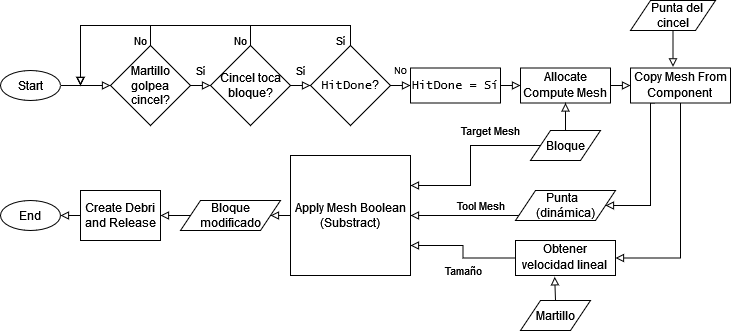 Punta del
cincel
No
No
Sí
Start
Martillo
golpea
cincel?
Sí
Cincel toca
bloque?
Sí
HitDone?
No
HitDone = Sí
Allocate
Compute Mesh
Copy Mesh From
Component
Target Mesh
Bloque
End
Create Debri
and Release
Bloque
modificado
Apply Mesh Boolean
(Substract)
Tool Mesh
Punta
(dinámica)
Tamaño
Obtener
velocidad lineal
Martillo